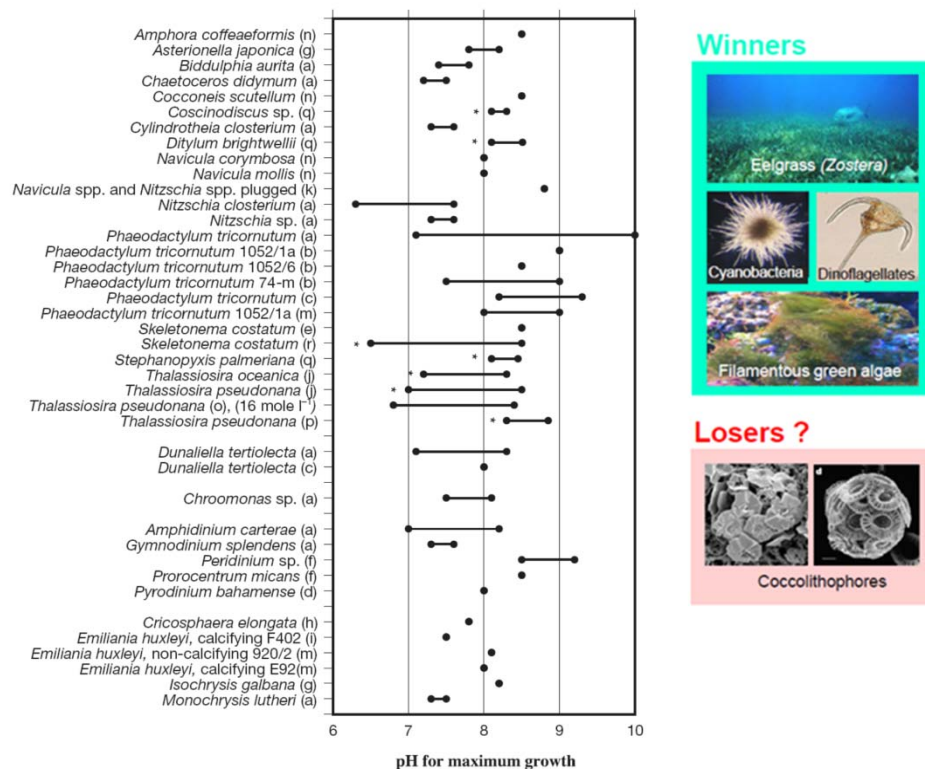 Amphora coffeaeformis (n)
Asterionella japonica (g)
Biddulphia aurita (a)
Chaetoceros didymum (a)
Cocconeis scutellum (n)
Coscinodiscus sp. (q)
*
Cylindrotheia closterium (a)
Ditylum brightwellii (q)
*
Navicula corymbosa (n)
Navicula mollis (n)
Navicula spp. and Nitzschia spp. plugged (k)
Nitzschia closterium (a)
Nitzschia sp. (a)
Phaeodactylum tricornutum (a)
Phaeodactylum tricornutum 1052/1a (b)
Phaeodactylum tricornutum 1052/6 (b)
Phaeodactylum tricornutum 74-m (b)
Phaeodactylum tricornutum (c)
Phaeodactylum tricornutum 1052/1a (m)
Skeletonema costatum (e)
Skeletonema costatum (r)
*
Stephanopyxis palmeriana (q)
*
Thalassiosira oceanica (j)
*
Thalassiosira pseudonana (j)
*
Thalassiosira pseudonana (o), (16 mole l⁻¹)
Thalassiosira pseudonana (p)
*
Dunaliella tertiolecta (a)
Dunaliella tertiolecta (c)
Chroomonas sp. (a)
Amphidinium carterae (a)
Gymnodinium splendens (a)
Peridinium sp. (f)
Prorocentrum micans (f)
Pyrodinium bahamense (d)
Cricosphaera elongata (h)
Emiliania huxleyi, calcifying F402 (i)
Emiliania huxleyi, non-calcifying 920/2 (m)
Emiliania huxleyi, calcifying E92(m)
Isochrysis galbana (g)
Monochrysis lutheri (a)
6 7 8 9 10
pH for maximum growth
Winners
Eelgrass (Zostera)
Cyanobacteria
Dinoflagellates
Filamentous green algae
Losers ?
d
Coccolithophores